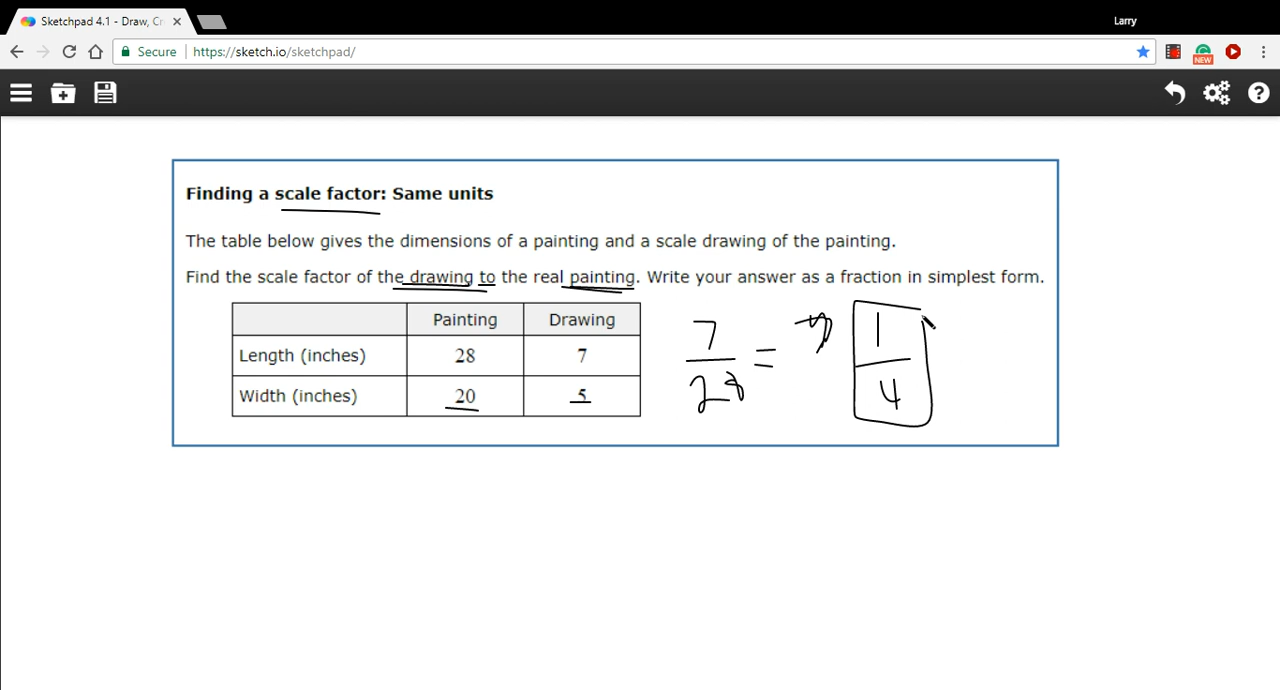 Sketchpad 4.1 - Draw, Cr
Larry
Secure https://sketch.io/sketchpad/
NEW
Finding a scale factor: Same units
The table below gives the dimensions of a painting and a scale drawing of the painting.
Find the scale factor of the drawing to the real painting. Write your answer as a fraction in simplest form.
Painting Drawing
Length (inches) 28 7
Width (inches) 20 5
7
28
=
1
4